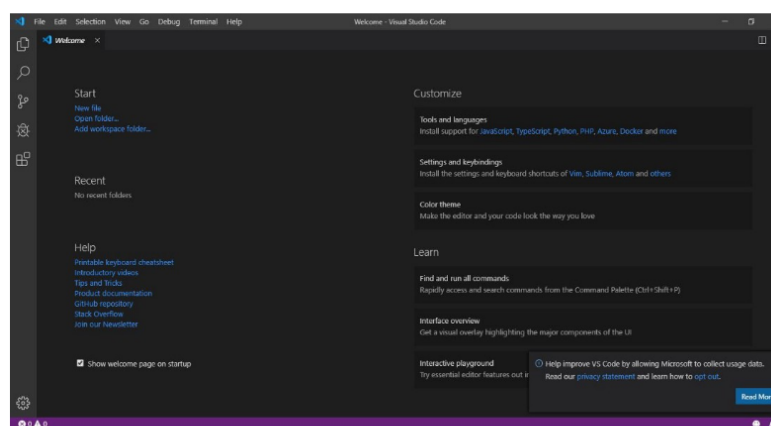 File Edit Selection View Go Debug Terminal Help
Welcome - Visual Studio Code
Welcome ×
Start
New file
Open folder...
Add workspace folder...
Recent
No recent folders
Help
Printable keyboard cheatsheet
Introductory videos
Tips and Tricks
Product documentation
GitHub repository
Stack Overflow
Join our Newsletter
Show welcome page on startup
Customize
Tools and languages
Install support for JavaScript, TypeScript, Python, PHP, Azure, Docker and more
Settings and keybindings
Install the settings and keyboard shortcuts of Vim, Sublime, Atom and others
Color theme
Make the editor and your code look the way you love
Learn
Find and run all commands
Rapidly access and search commands from the Command Palette (Ctrl+Shift+P)
Interface overview
Get a visual overlay highlighting the major components of the UI
Interactive playground
Try essential editor features out
Help improve VS Code by allowing Microsoft to collect usage data.
Read our privacy statement and learn how to opt out.
Read Mor
0 0